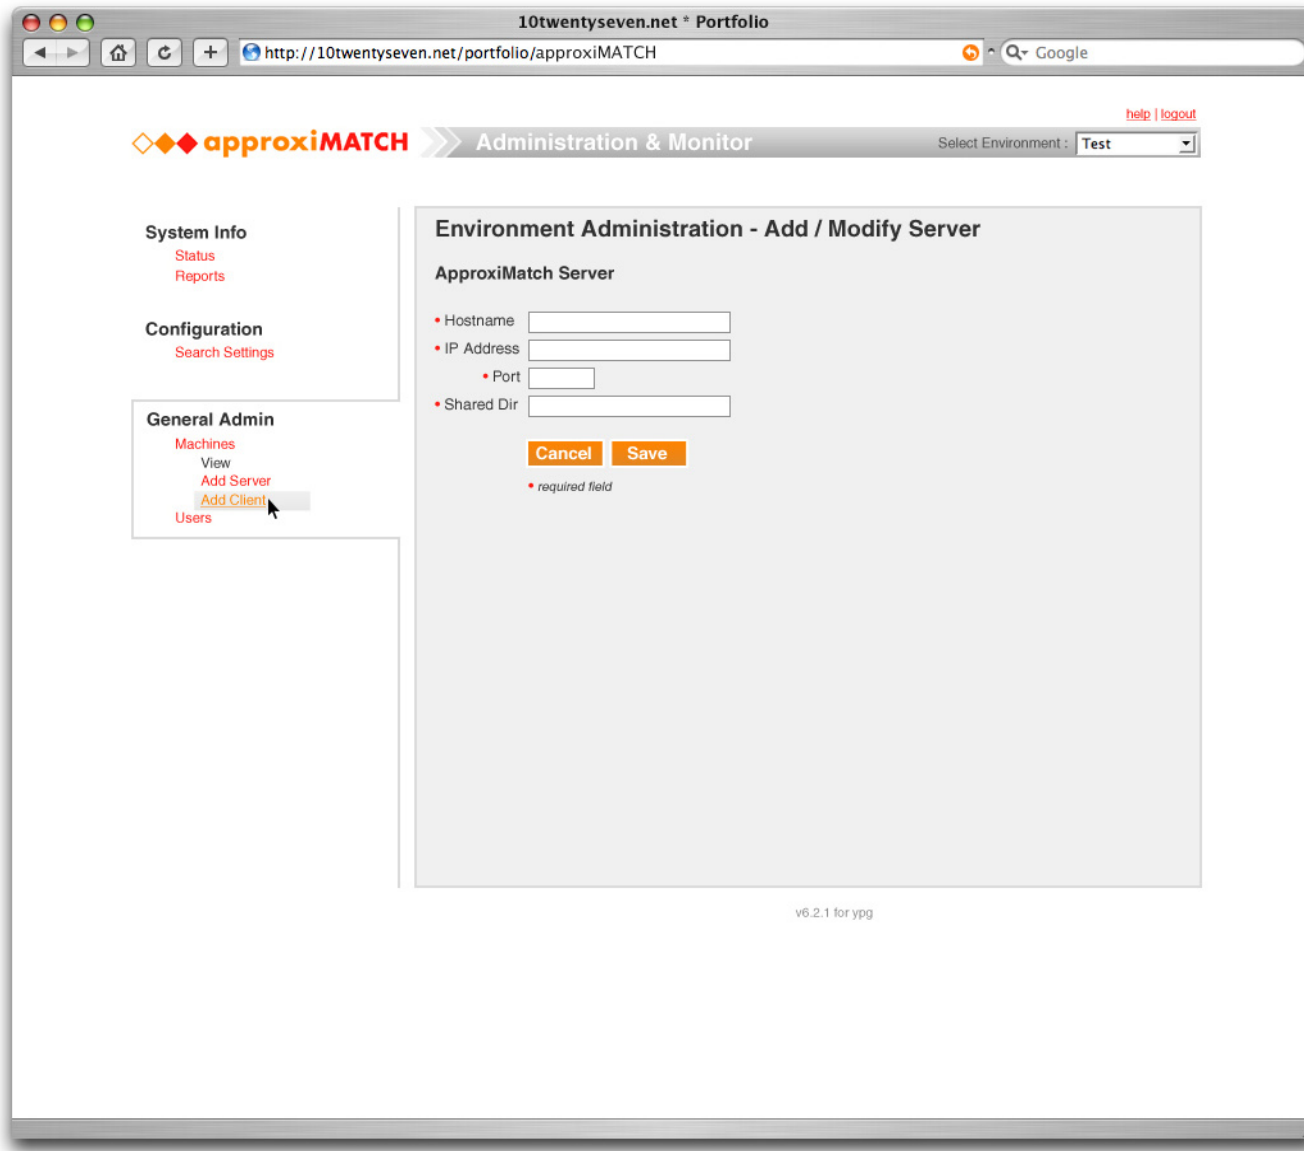 10twentyseven.net * Portfolio
http://10twentyseven.net/portfolio/approxiMATCH
Google
help | logout
approxiMATCH Administration & Monitor Select Environment : Test
System Info
Status
Reports
Configuration
Search Settings
General Admin
Machines
View
Add Server
Add Client
Users
Environment Administration - Add / Modify Server
ApproxiMatch Server
• Hostname
• IP Address
• Port
• Shared Dir
Cancel Save
• required field
v6.2.1 for ypg